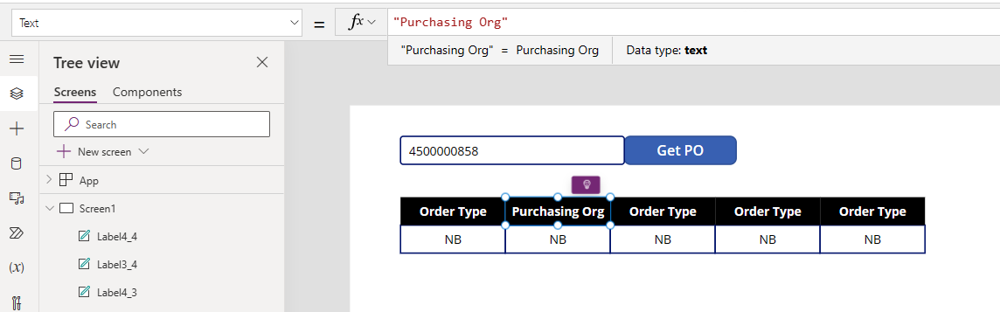 Text = fx "Purchasing Org"
"Purchasing Org" = Purchasing Org Data type: text
Tree view
Screens Components
Search
New screen
App
Screen1
Label4_4
Label3_4
Label4_3
(x)
4500000858 Get PO
Order Type Purchasing Org Order Type Order Type Order Type
NB NB NB NB NB